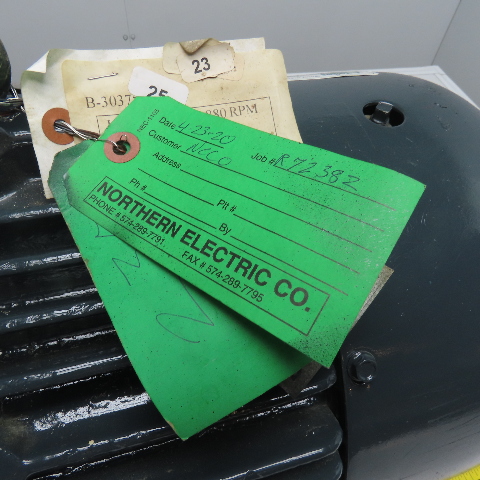 23
B-3037
25
280 RPM
Date 4-23-20
Customer NECO Job # R72382
Address
Ph # Plt #
By
NORTHERN ELECTRIC CO.
PHONE # 574-289-7791 FAX # 574-289-7795